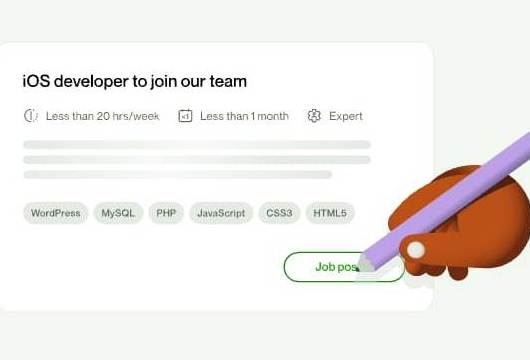 iOS developer to join our team
Less than 20 hrs/week <1 Less than 1 month Expert
WordPress MySQL PHP JavaScript CSS3 HTML5
Job pos